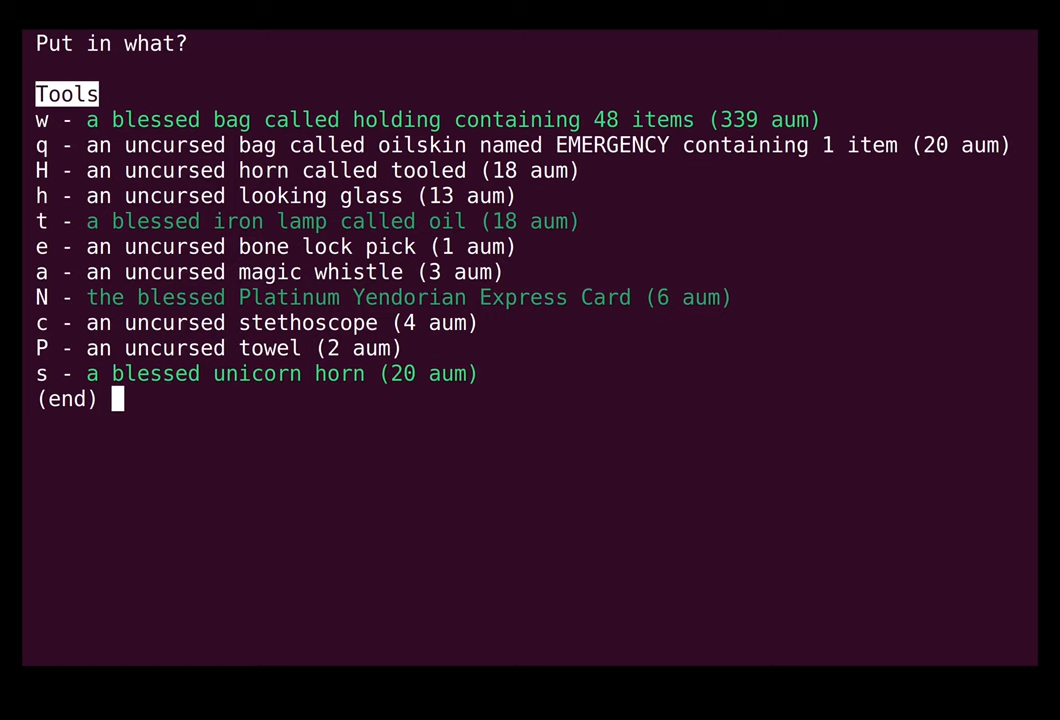 Put in what?
Tools
w - a blessed bag called holding containing 48 items (339 aum)
q - an uncursed bag called oilskin named EMERGENCY containing 1 item (20 aum)
H - an uncursed horn called tooled (18 aum)
h - an uncursed looking glass (13 aum)
t - a blessed iron lamp called oil (18 aum)
e - an uncursed bone lock pick (1 aum)
a - an uncursed magic whistle (3 aum)
N - the blessed Platinum Yendorian Express Card (6 aum)
c - an uncursed stethoscope (4 aum)
P - an uncursed towel (2 aum)
s - a blessed unicorn horn (20 aum)
(end)